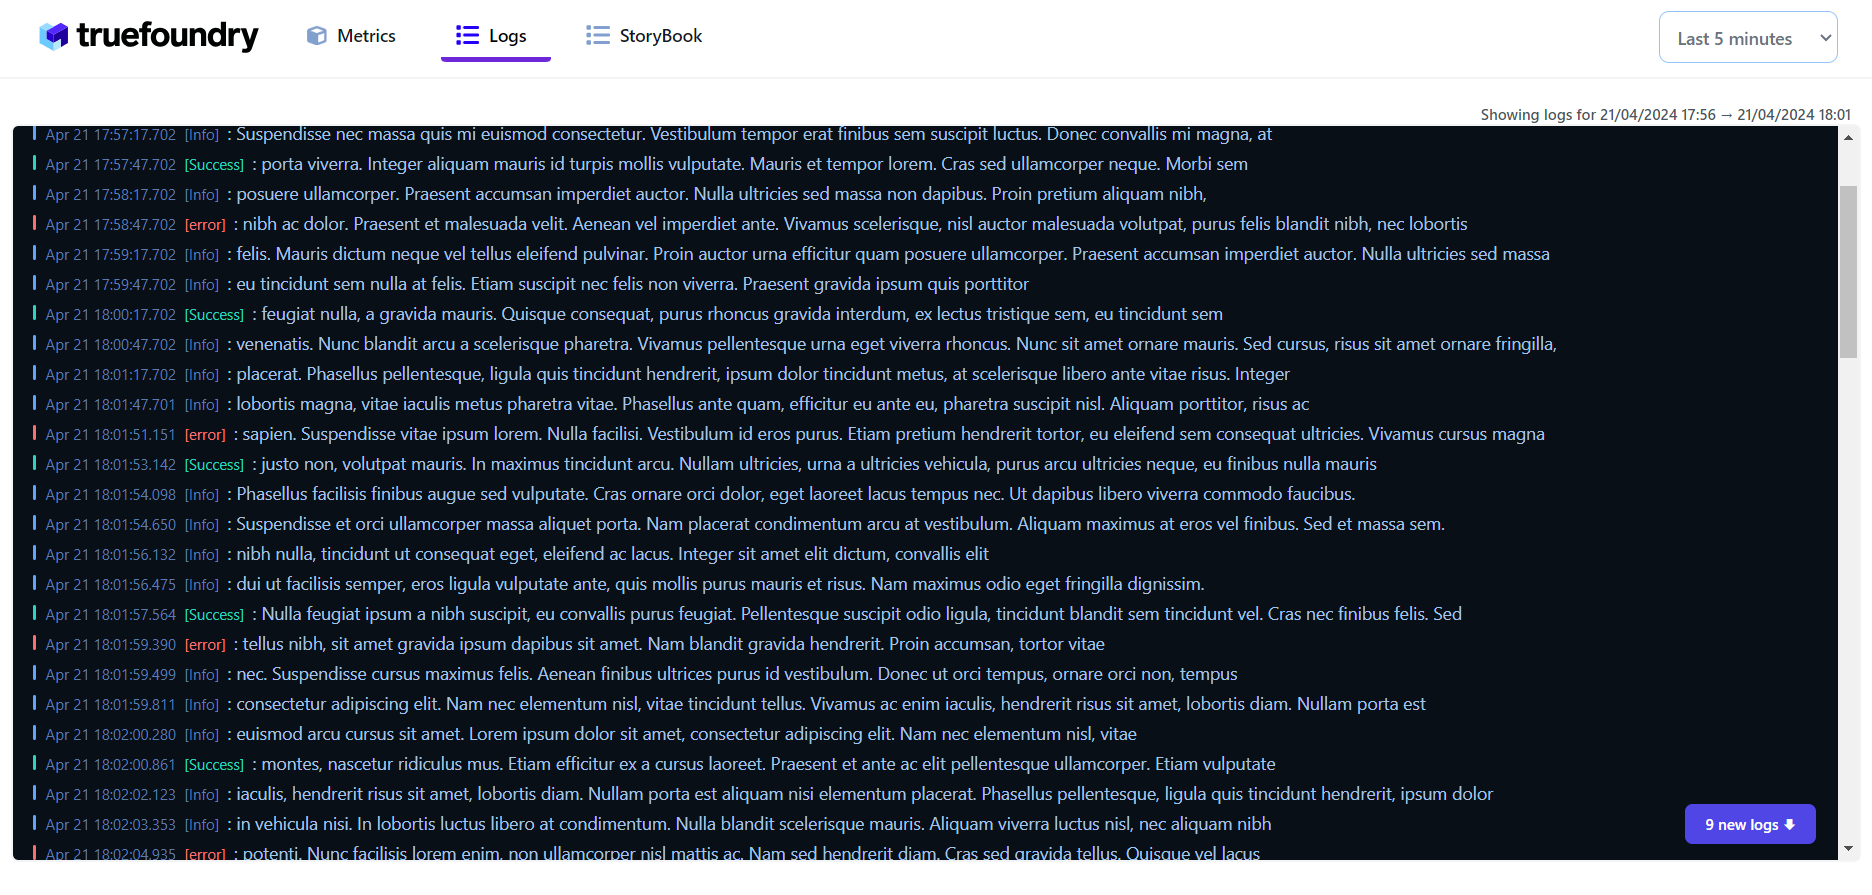 truefoundry
Metrics
Logs
StoryBook
Last 5 minutes
Showing logs for 21/04/2024 17:56 → 21/04/2024 18:01
Apr 21 17:57:17.702 [Info] : Suspendisse nec massa quis mi euismod consectetur. Vestibulum tempor erat finibus sem suscipit luctus. Donec convallis mi magna, at
Apr 21 17:57:47.702 [Success] : porta viverra. Integer aliquam mauris id turpis mollis vulputate. Mauris et tempor lorem. Cras sed ullamcorper neque. Morbi sem
Apr 21 17:58:17.702 [Info] : posuere ullamcorper. Praesent accumsan imperdiet auctor. Nulla ultricies sed massa non dapibus. Proin pretium aliquam nibh,
Apr 21 17:58:47.702 [error] : nibh ac dolor. Praesent et malesuada velit. Aenean vel imperdiet ante. Vivamus scelerisque, nisl auctor malesuada volutpat, purus felis blandit nibh, nec lobortis
Apr 21 17:59:17.702 [Info] : felis. Mauris dictum neque vel tellus eleifend pulvinar. Proin auctor urna efficitur quam posuere ullamcorper. Praesent accumsan imperdiet auctor. Nulla ultricies sed massa
Apr 21 17:59:47.702 [Info] : eu tincidunt sem nulla at felis. Etiam suscipit nec felis non viverra. Praesent gravida ipsum quis porttitor
Apr 21 18:00:17.702 [Success] : feugiat nulla, a gravida mauris. Quisque consequat, purus rhoncus gravida interdum, ex lectus tristique sem, eu tincidunt sem
Apr 21 18:00:47.702 [Info] : venenatis. Nunc blandit arcu a scelerisque pharetra. Vivamus pellentesque urna eget viverra rhoncus. Nunc sit amet ornare mauris. Sed cursus, risus sit amet ornare fringilla,
Apr 21 18:01:17.702 [Info] : placerat. Phasellus pellentesque, ligula quis tincidunt hendrerit, ipsum dolor tincidunt metus, at scelerisque libero ante vitae risus. Integer
Apr 21 18:01:47.701 [Info] : lobortis magna, vitae iaculis metus pharetra vitae. Phasellus ante quam, efficitur eu ante eu, pharetra suscipit nisl. Aliquam porttitor, risus ac
Apr 21 18:01:51.151 [error] : sapien. Suspendisse vitae ipsum lorem. Nulla facilisi. Vestibulum id eros purus. Etiam pretium hendrerit tortor, eu eleifend sem consequat ultricies. Vivamus cursus magna
Apr 21 18:01:53.142 [Success] : justo non, volutpat mauris. In maximus tincidunt arcu. Nullam ultricies, urna a ultricies vehicula, purus arcu ultricies neque, eu finibus nulla mauris
Apr 21 18:01:54.098 [Info] : Phasellus facilisis finibus augue sed vulputate. Cras ornare orci dolor, eget laoreet lacus tempus nec. Ut dapibus libero viverra commodo faucibus.
Apr 21 18:01:54.650 [Info] : Suspendisse et orci ullamcorper massa aliquet porta. Nam placerat condimentum arcu at vestibulum. Aliquam maximus at eros vel finibus. Sed et massa sem.
Apr 21 18:01:56.132 [Info] : nibh nulla, tincidunt ut consequat eget, eleifend ac lacus. Integer sit amet elit dictum, convallis elit
Apr 21 18:01:56.475 [Info] : dui ut facilisis semper, eros ligula vulputate ante, quis mollis purus mauris et risus. Nam maximus odio eget fringilla dignissim.
Apr 21 18:01:57.564 [Success] : Nulla feugiat ipsum a nibh suscipit, eu convallis purus feugiat. Pellentesque suscipit odio ligula, tincidunt blandit sem tincidunt vel. Cras nec finibus felis. Sed
Apr 21 18:01:59.390 [error] : tellus nibh, sit amet gravida ipsum dapibus sit amet. Nam blandit gravida hendrerit. Proin accumsan, tortor vitae
Apr 21 18:01:59.499 [Info] : nec. Suspendisse cursus maximus felis. Aenean finibus ultrices purus id vestibulum. Donec ut orci tempus, ornare orci non, tempus
Apr 21 18:01:59.811 [Info] : consectetur adipiscing elit. Nam nec elementum nisl, vitae tincidunt tellus. Vivamus ac enim iaculis, hendrerit risus sit amet, lobortis diam. Nullam porta est
Apr 21 18:02:00.280 [Info] : euismod arcu cursus sit amet. Lorem ipsum dolor sit amet, consectetur adipiscing elit. Nam nec elementum nisl, vitae
Apr 21 18:02:00.861 [Success] : montes, nascetur ridiculus mus. Etiam efficitur ex a cursus laoreet. Praesent et ante ac elit pellentesque ullamcorper. Etiam vulputate
Apr 21 18:02:02.123 [Info] : iaculis, hendrerit risus sit amet, lobortis diam. Nullam porta est aliquam nisi elementum placerat. Phasellus pellentesque, ligula quis tincidunt hendrerit, ipsum dolor
Apr 21 18:02:03.353 [Info] : in vehicula nisi. In lobortis luctus libero at condimentum. Nulla blandit scelerisque mauris. Aliquam viverra luctus nisl, nec aliquam nibh
9 new logs
Apr 21 18:02:04.935 [error] : potenti. Nunc facilisis lorem enim, non ullamcorper nisl mattis ac. Nam sed hendrerit diam. Cras sed gravida tellus. Quisque vel lacus